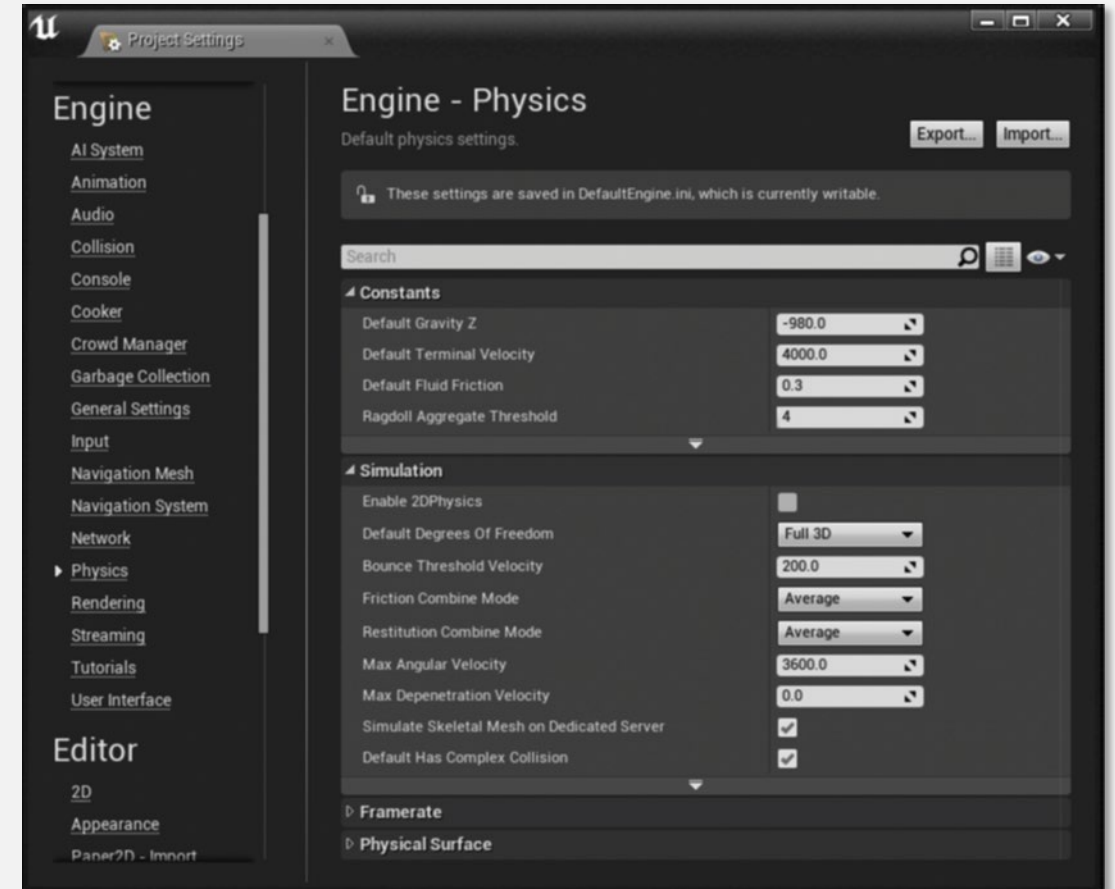 Project Settings
Engine
AI System
Animation
Audio
Collision
Console
Cooker
Crowd Manager
Garbage Collection
General Settings
Input
Navigation Mesh
Navigation System
Network
Physics
Rendering
Streaming
Tutorials
User Interface
Editor
2D
Appearance
Paper2D - Import
Engine - Physics
Default physics settings.
Export... Import...
These settings are saved in DefaultEngine.ini, which is currently writable.
Search
Constants
Default Gravity Z -980.0
Default Terminal Velocity 4000.0
Default Fluid Friction 0.3
Ragdoll Aggregate Threshold 4
Simulation
Enable 2DPhysics
Default Degrees Of Freedom Full 3D
Bounce Threshold Velocity 200.0
Friction Combine Mode Average
Restitution Combine Mode Average
Max Angular Velocity 3600.0
Max Depenetration Velocity 0.0
Simulate Skeletal Mesh on Dedicated Server
Default Has Complex Collision
Framerate
Physical Surface